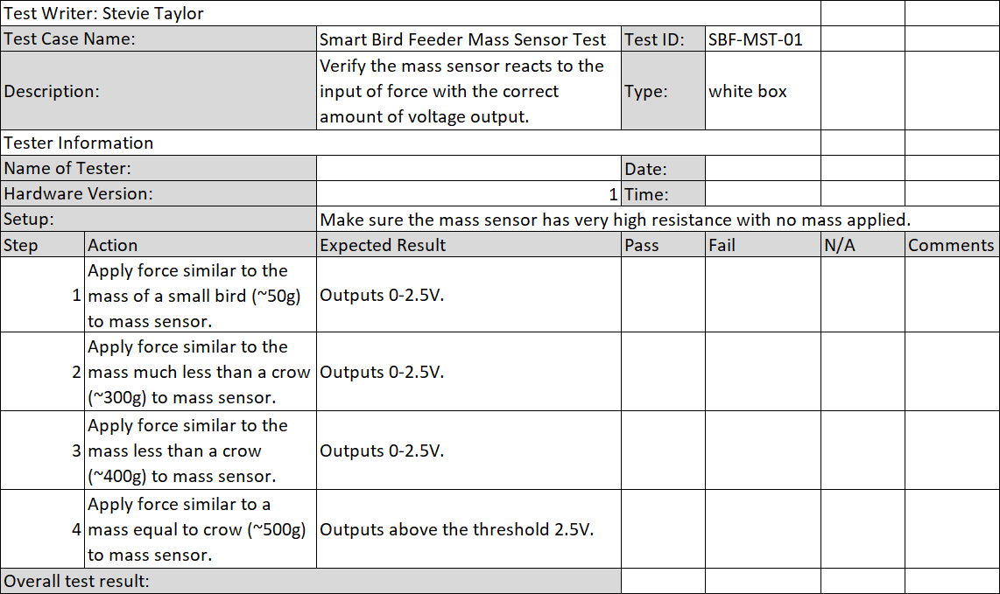 Test Writer: Stevie Taylor
Test Case Name: Smart Bird Feeder Mass Sensor Test Test ID: SBF-MST-01
Description: Verify the mass sensor reacts to the
input of force with the correct
amount of voltage output. Type: white box
Tester Information
Name of Tester: Date:
Hardware Version: 1 Time:
Setup: Make sure the mass sensor has very high resistance with no mass applied.
Step Action Expected Result Pass Fail N/A Comments
1 Apply force similar to the
mass of a small bird (~50g)
to mass sensor. Outputs 0-2.5V.
2 Apply force similar to the
mass much less than a crow
(~300g) to mass sensor. Outputs 0-2.5V.
3 Apply force similar to the
mass less than a crow
(~400g) to mass sensor. Outputs 0-2.5V.
4 Apply force similar to a
mass equal to crow (~500g)
to mass sensor. Outputs above the threshold 2.5V.
Overall test result: